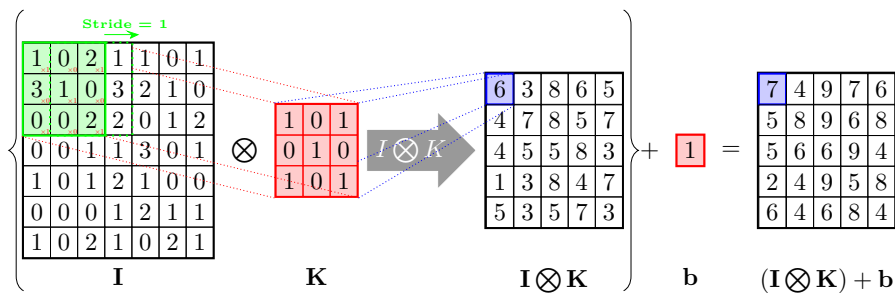 Stride = 1
1 0 2 1 1 0 1
3 1 0 3 2 1 0
0 0 2 2 0 1 2
0 0 1 1 3 0 1
1 0 1 2 1 0 0
0 0 0 1 2 1 1
1 0 2 1 0 2 1
I
⊗
1 0 1
0 1 0
1 0 1
K
I ⊗ K
6 3 8 6 5
4 7 8 5 7
4 5 5 8 3
1 3 8 4 7
5 3 5 7 3
I ⊗ K
+
1
b
=
7 4 9 7 6
5 8 9 6 8
5 6 6 9 4
2 4 9 5 8
6 4 6 8 4
(I ⊗ K) + b